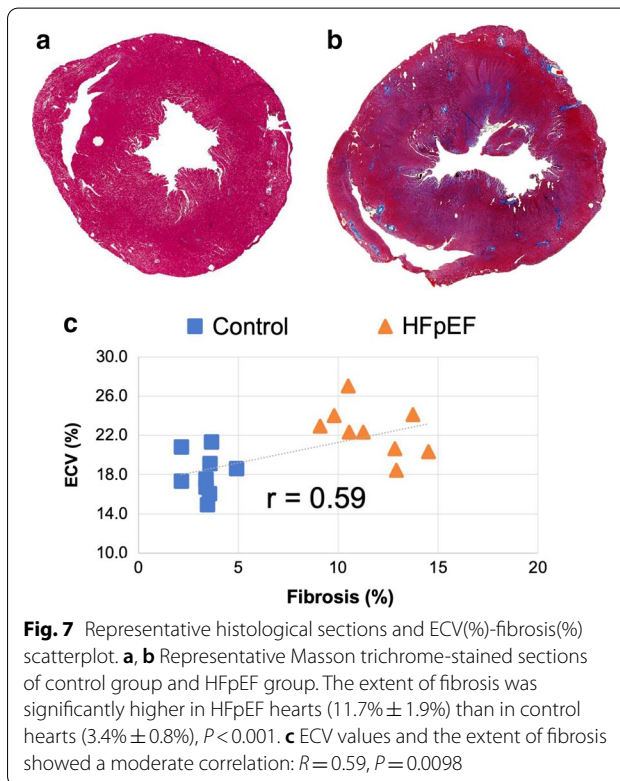 a
b
c
Control HFpEF
30.0
26.0
22.0
18.0
14.0
10.0
ECV (%)
r = 0.59
0 5 10 15 20
Fibrosis (%)
Fig. 7 Representative histological sections and ECV(%)-fibrosis(%)
scatterplot. a, b Representative Masson trichrome-stained sections
of control group and HFpEF group. The extent of fibrosis was
significantly higher in HFpEF hearts (11.7% ± 1.9%) than in control
hearts (3.4% ± 0.8%), P < 0.001. c ECV values and the extent of fibrosis
showed a moderate correlation: R = 0.59, P = 0.0098